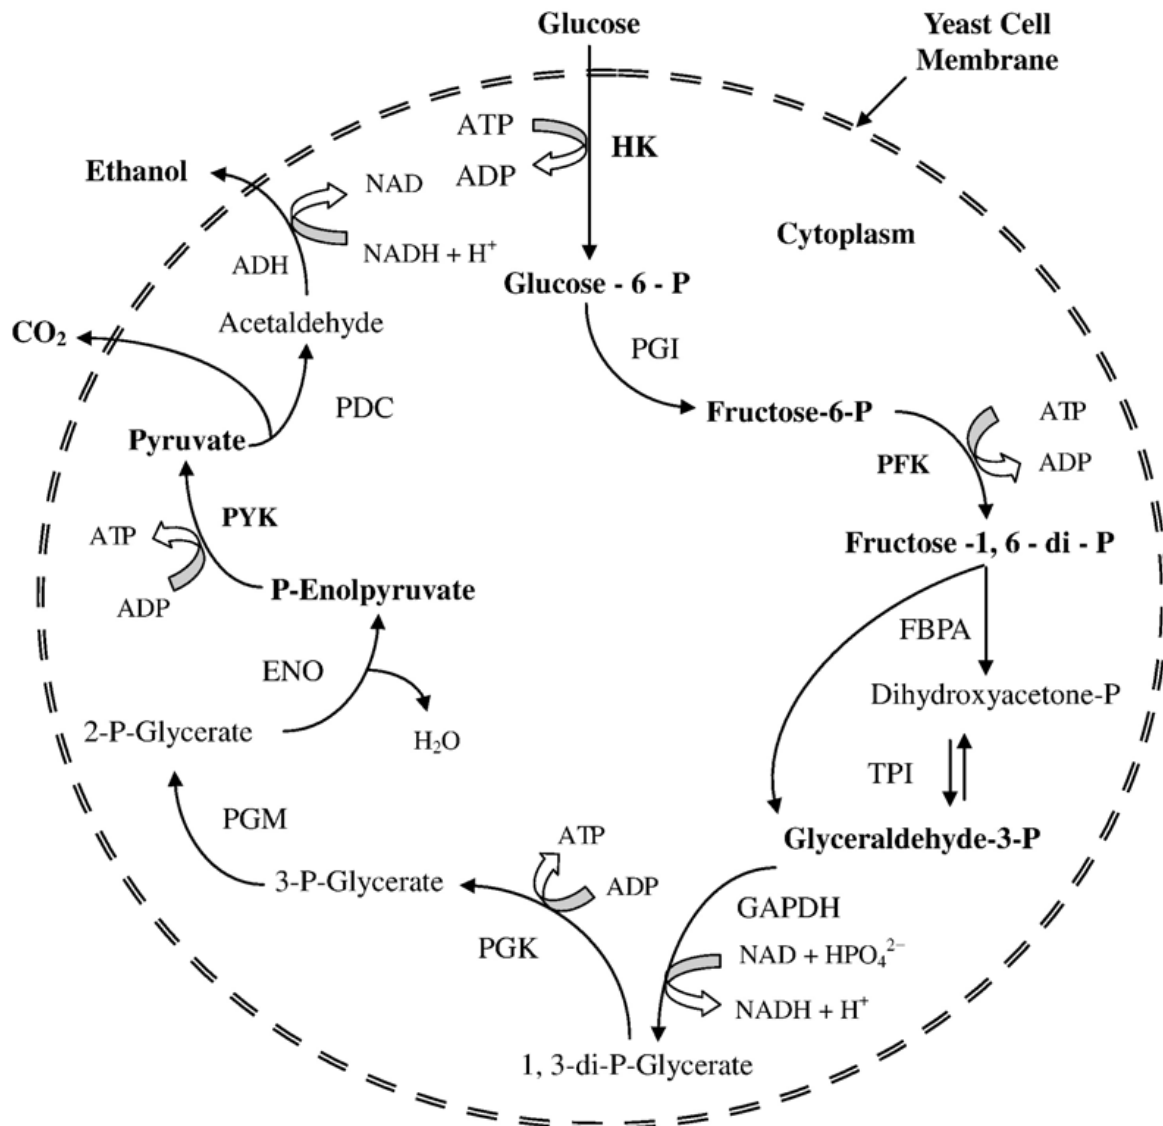 Glucose
Yeast Cell
Membrane
ATP
HK
ADP
Ethanol
NAD
NADH + H⁺
ADH
Cytoplasm
Glucose - 6 - P
Acetaldehyde
CO₂
PGI
PDC
Fructose-6-P
ATP
Pyruvate
PFK
ADP
PYK
ATP
Fructose -1, 6 - di - P
P-Enolpyruvate
ADP
FBPA
ENO
Dihydroxyacetone-P
2-P-Glycerate
H₂O
TPI
PGM
ATP
Glyceraldehyde-3-P
3-P-Glycerate
ADP
GAPDH
PGK
NAD + HPO₄²⁻
NADH + H⁺
1, 3-di-P-Glycerate